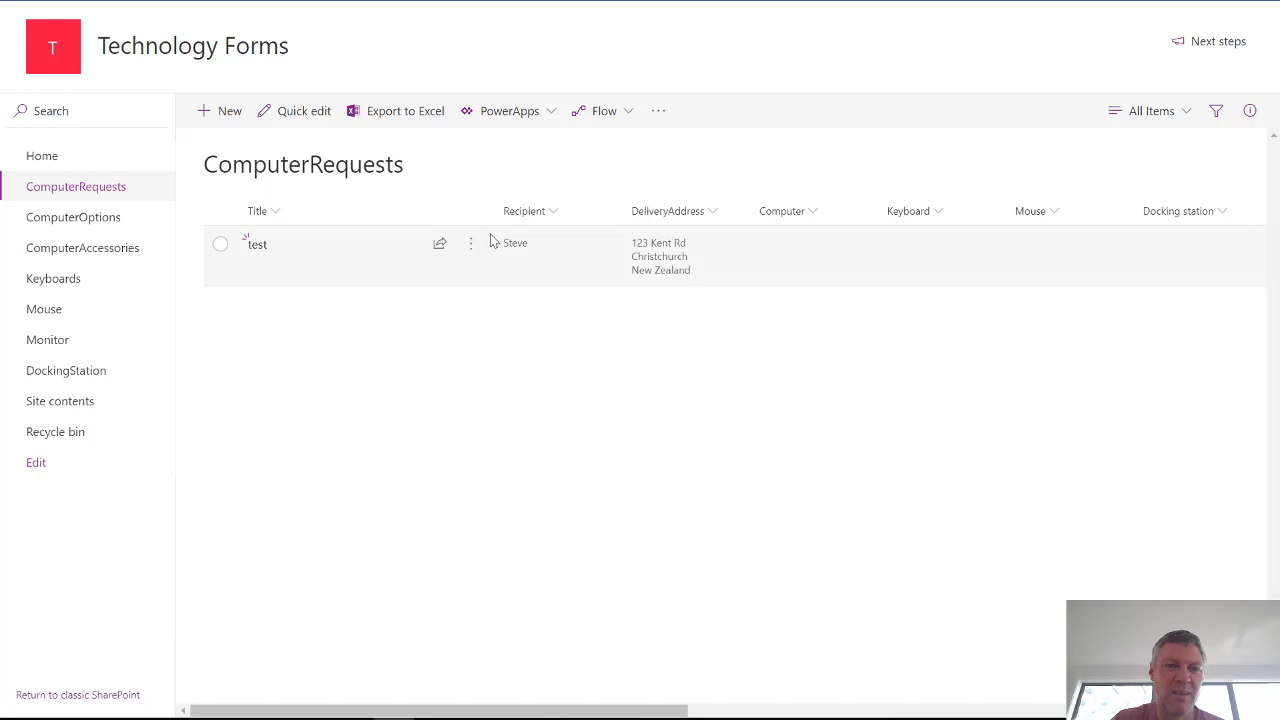 T
Technology Forms
Next steps
Search
New
Quick edit
Export to Excel
PowerApps
Flow
All Items
Home
ComputerRequests
ComputerOptions
ComputerAccessories
Keyboards
Mouse
Monitor
DockingStation
Site contents
Recycle bin
Edit
Return to classic SharePoint
ComputerRequests
Title Recipient DeliveryAddress Computer Keyboard Mouse Docking station
test Steve 123 Kent Rd
Christchurch
New Zealand